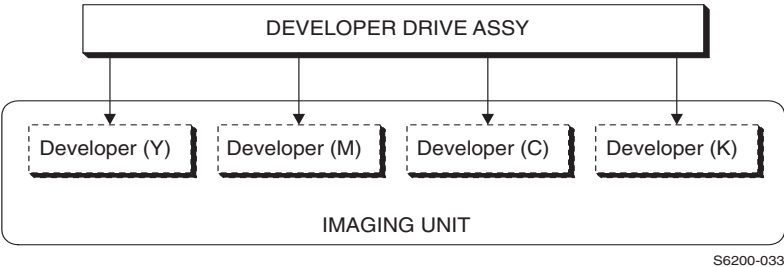 DEVELOPER DRIVE ASSY
Developer (Y) Developer (M) Developer (C) Developer (K)
IMAGING UNIT
S6200-033